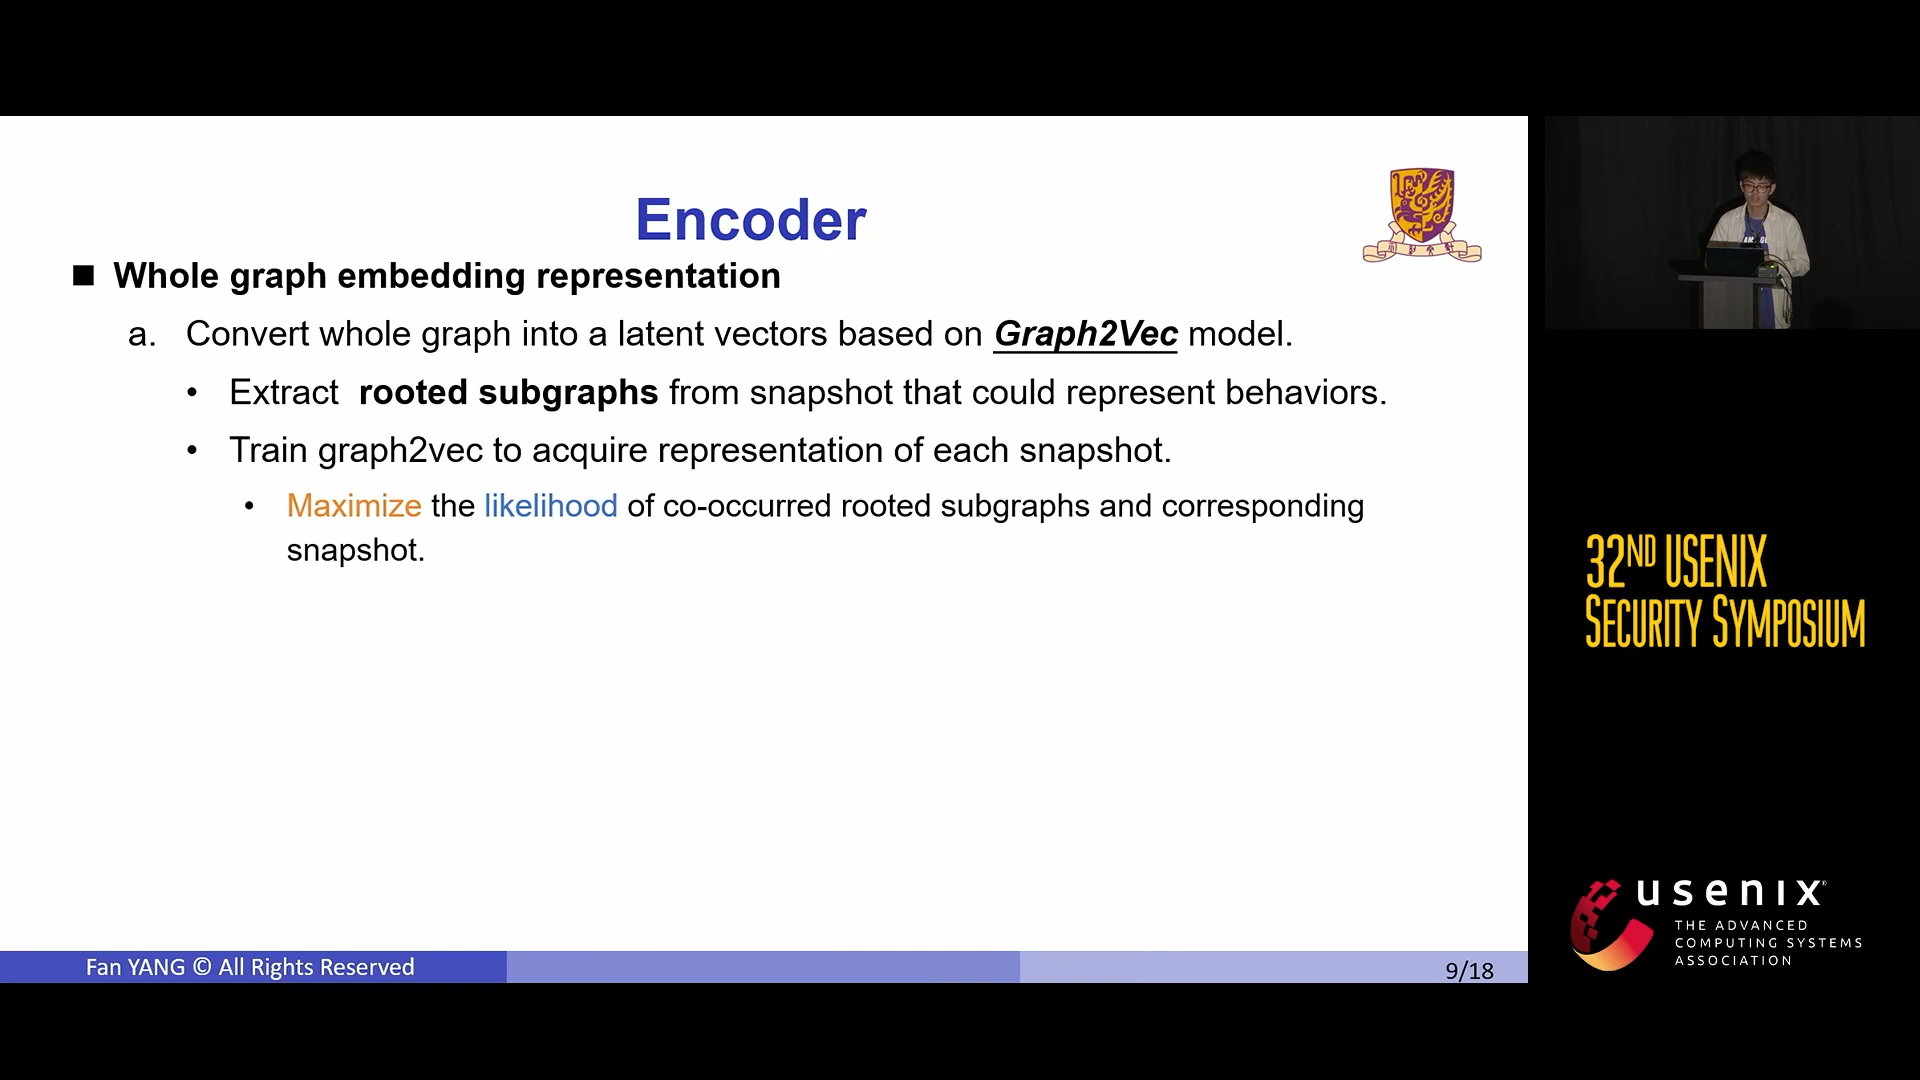 Encoder
Whole graph embedding representation
a. Convert whole graph into a latent vectors based on Graph2Vec model.
• Extract rooted subgraphs from snapshot that could represent behaviors.
• Train graph2vec to acquire representation of each snapshot.
• Maximize the likelihood of co-occurred rooted subgraphs and corresponding
snapshot.
Fan YANG © All Rights Reserved
9/18
32ND USENIX
SECURITY SYMPOSIUM
usenix®
THE ADVANCED
COMPUTING SYSTEMS
ASSOCIATION